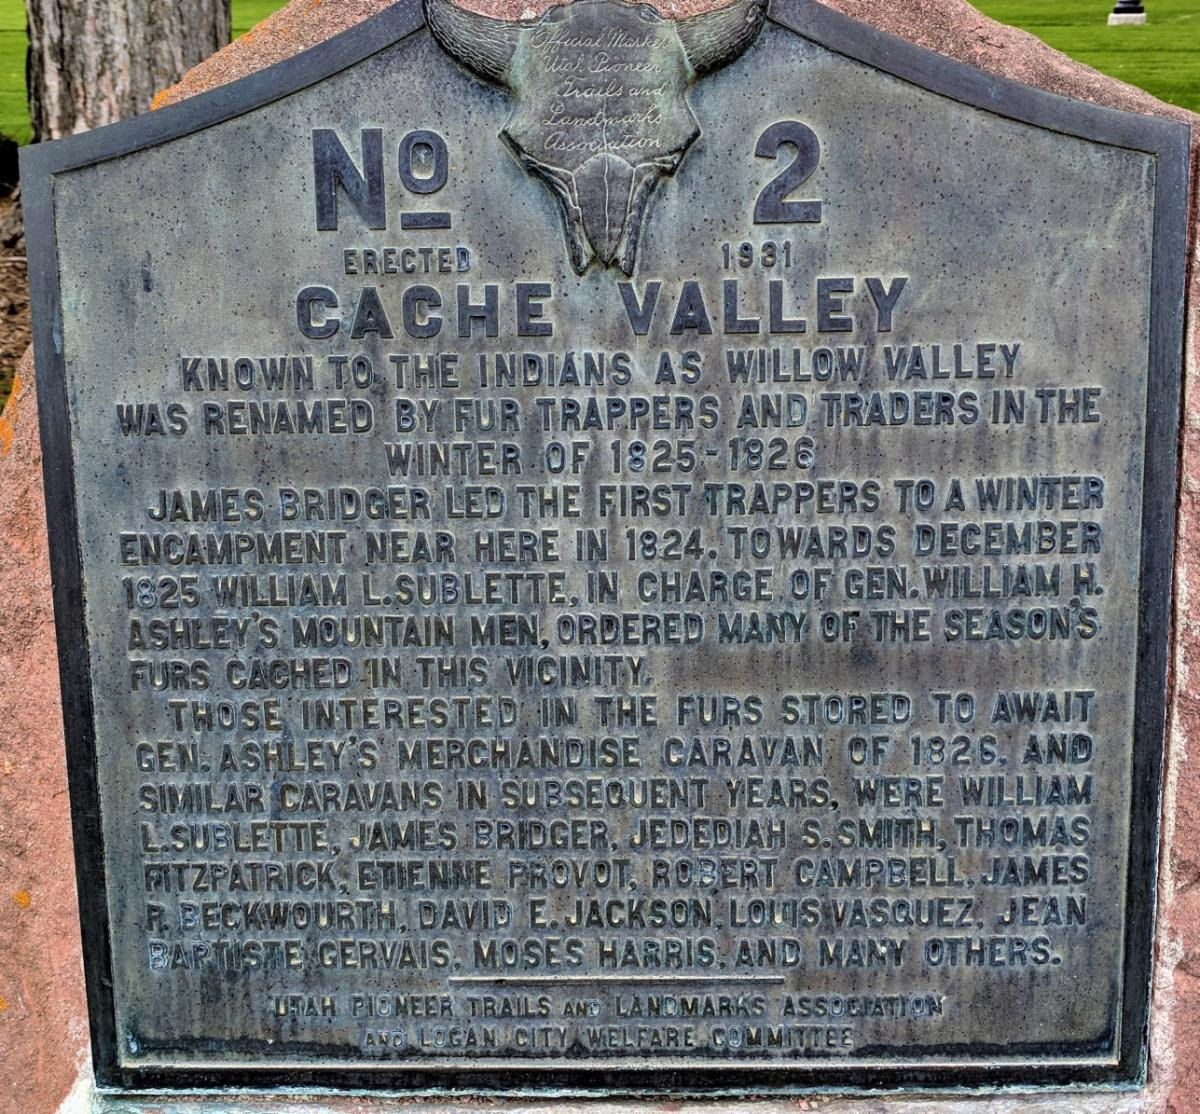 Official Marker
Utah Pioneer
Trails and
Landmarks
Association
No 2
ERECTED 1931
CACHE VALLEY
KNOWN TO THE INDIANS AS WILLOW VALLEY
WAS RENAMED BY FUR TRAPPERS AND TRADERS IN THE
WINTER OF 1825-1826
JAMES BRIDGER LED THE FIRST TRAPPERS TO A WINTER
ENCAMPMENT NEAR HERE IN 1824. TOWARDS DECEMBER
1825 WILLIAM L. SUBLETTE, IN CHARGE OF GEN. WILLIAM H.
ASHLEY'S MOUNTAIN MEN, ORDERED MANY OF THE SEASON'S
FURS CACHED IN THIS VICINITY.
THOSE INTERESTED IN THE FURS STORED TO AWAIT
GEN. ASHLEY'S MERCHANDISE CARAVAN OF 1826, AND
SIMILAR CARAVANS IN SUBSEQUENT YEARS, WERE WILLIAM
L. SUBLETTE, JAMES BRIDGER, JEDEDIAH S. SMITH, THOMAS
FITZPATRICK, ETIENNE PROVOT, ROBERT CAMPBELL, JAMES
P. BECKWOURTH, DAVID E. JACKSON, LOUIS VASQUEZ, JEAN
BAPTISTE GERVAIS, MOSES HARRIS, AND MANY OTHERS.
UTAH PIONEER TRAILS AND LANDMARKS ASSOCIATION
AND LOGAN CITY WELFARE COMMITTEE